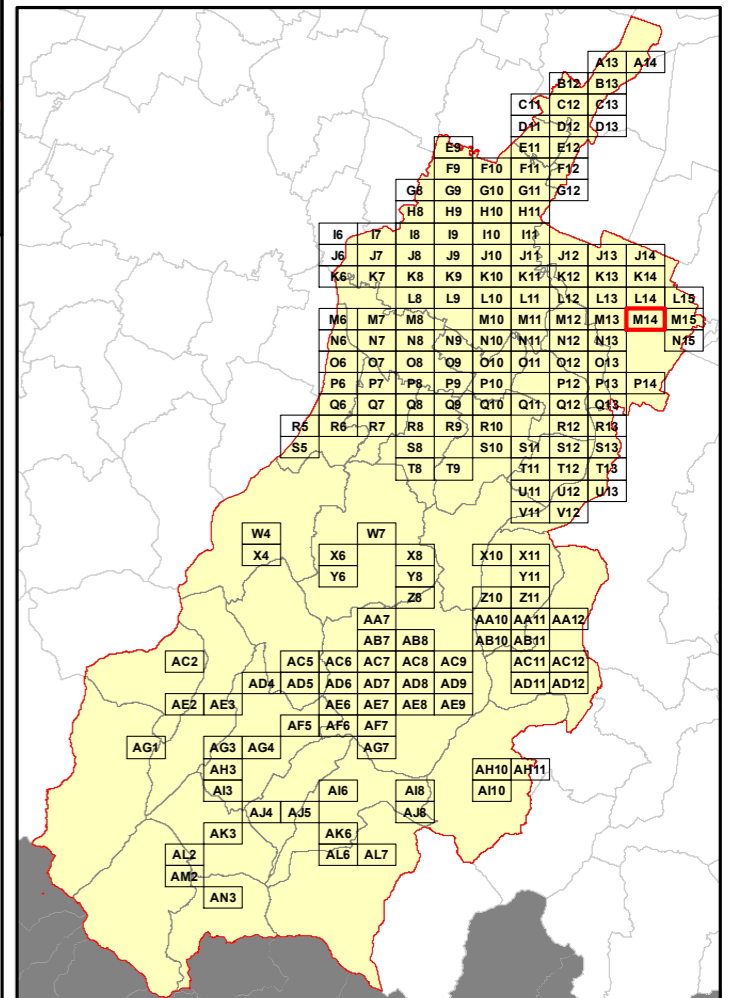 A13 A14
B12 B13
C11 C12 C13
D11 D12 D13
E9 E11 E12
F9 F10 F11 F12
G8 G9 G10 G11 G12
H8 H9 H10 H11
I6 I7 I8 I9 I10 I11
J6 J7 J8 J9 J10 J11 J12 J13 J14
K6 K7 K8 K9 K10 K11 K12 K13 K14
L8 L9 L10 L11 L12 L13 L14 L15
M6 M7 M8 M10 M11 M12 M13 M14 M15
N6 N7 N8 N9 N10 N11 N12 N13 N15
O6 O7 O8 O9 O10 O11 O12 O13
P6 P7 P8 P9 P10 P12 P13 P14
Q6 Q7 Q8 Q9 Q10 Q11 Q12 Q13
R5 R6 R7 R8 R9 R10 R12 R13
S5 S8 S10 S11 S12 S13
T8 T9 T11 T12 T13
U11 U12 U13
V11 V12
W4 W7
X4 X6 X8 X10 X11
Y6 Y8 Y11
Z8 Z10 Z11
AA7 AA10 AA11 AA12
AB7 AB8 AB10 AB11
AC2 AC5 AC6 AC7 AC8 AC9 AC11 AC12
AD4 AD5 AD6 AD7 AD8 AD9 AD11 AD12
AE2 AE3 AE6 AE7 AE8 AE9
AF5 AF6 AF7
AG1 AG3 AG4 AG7
AH3 AH10 AH11
AI3 AI6 AI8 AI10
AJ4 AJ5 AJ8
AK3 AK6
AL2 AL6 AL7
AM2
AN3